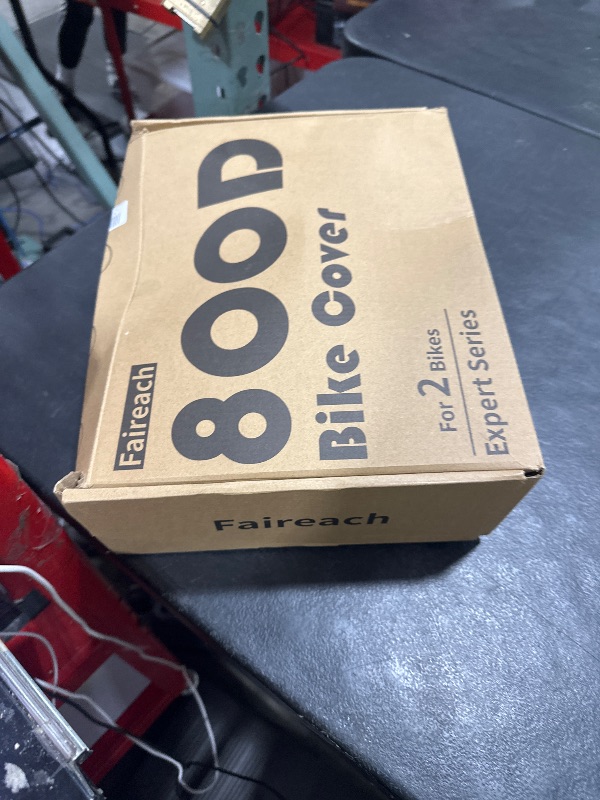 Faireach
800D
Bike Cover
For 2 Bikes
Expert Series
Faireach